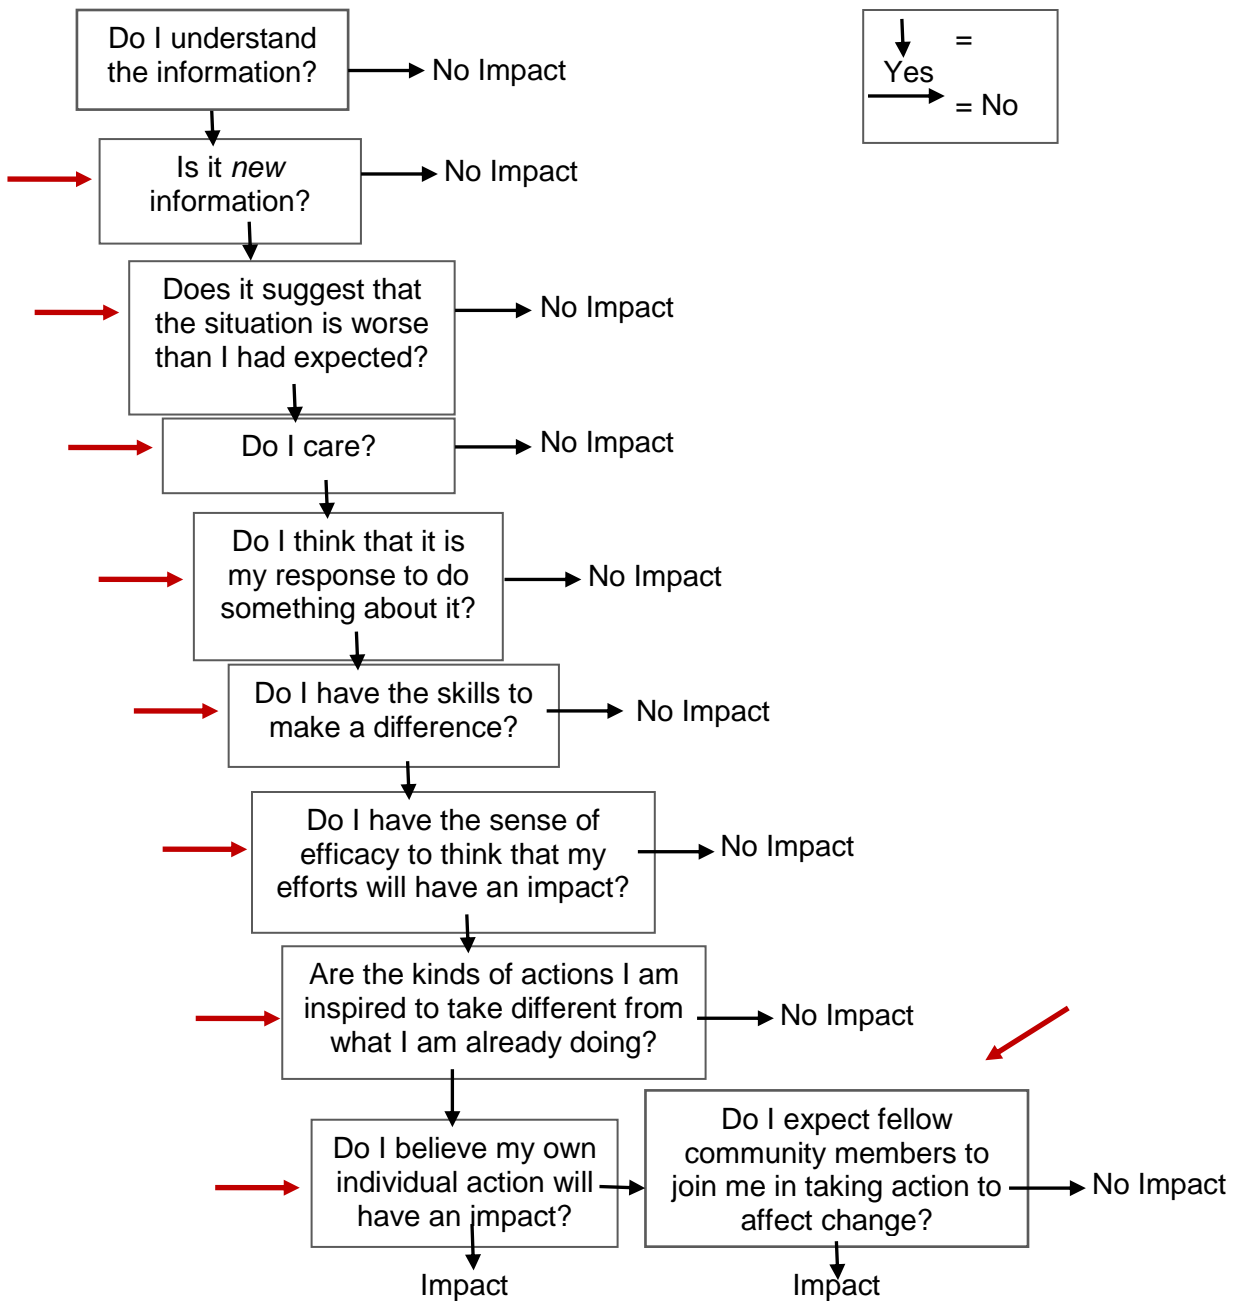 Do I understand
the information?
No Impact
=
Yes
= No
Is it new
information?
No Impact
Does it suggest that
the situation is worse
than I had expected?
No Impact
Do I care?
No Impact
Do I think that it is
my response to do
something about it?
No Impact
Do I have the skills to
make a difference?
No Impact
Do I have the sense of
efficacy to think that my
efforts will have an impact?
No Impact
Are the kinds of actions I am
inspired to take different from
what I am already doing?
No Impact
Do I believe my own
individual action will
have an impact?
Do I expect fellow
community members to
join me in taking action to
affect change?
No Impact
Impact
Impact